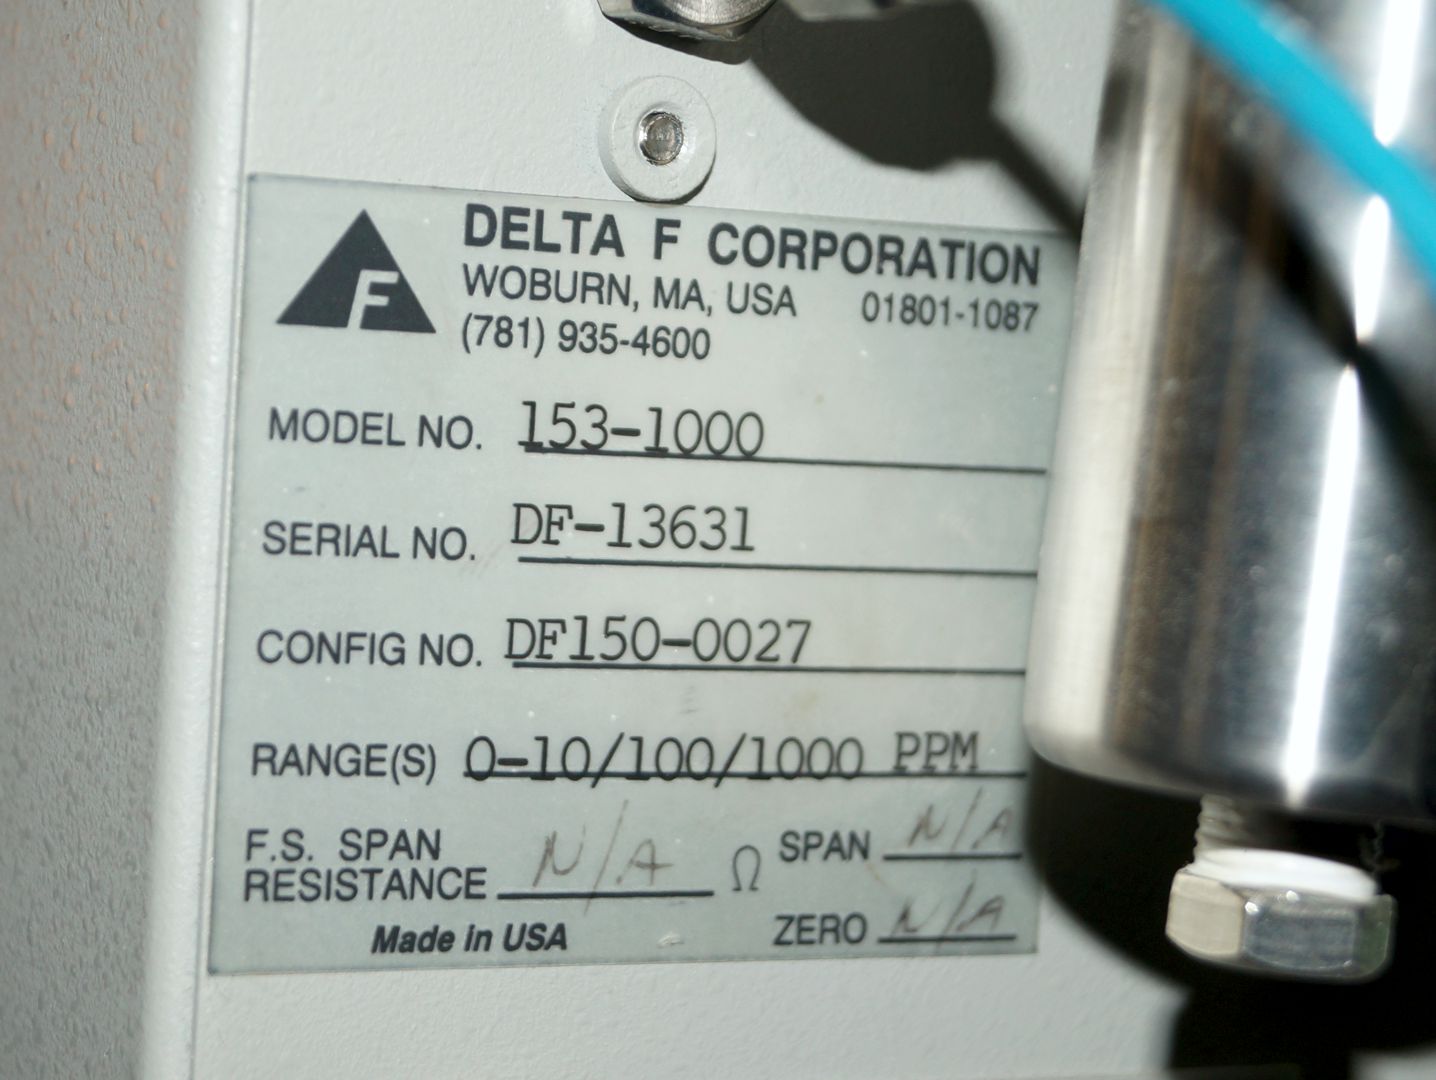 F
DELTA F CORPORATION
WOBURN, MA, USA 01801-1087
(781) 935-4600
MODEL NO. 153-1000
SERIAL NO. DF-13631
CONFIG NO. DF150-0027
RANGE(S) 0-10/100/1000 PPM
F.S. SPAN
RESISTANCE N/A Ω
SPAN N/A
Made in USA
ZERO N/A